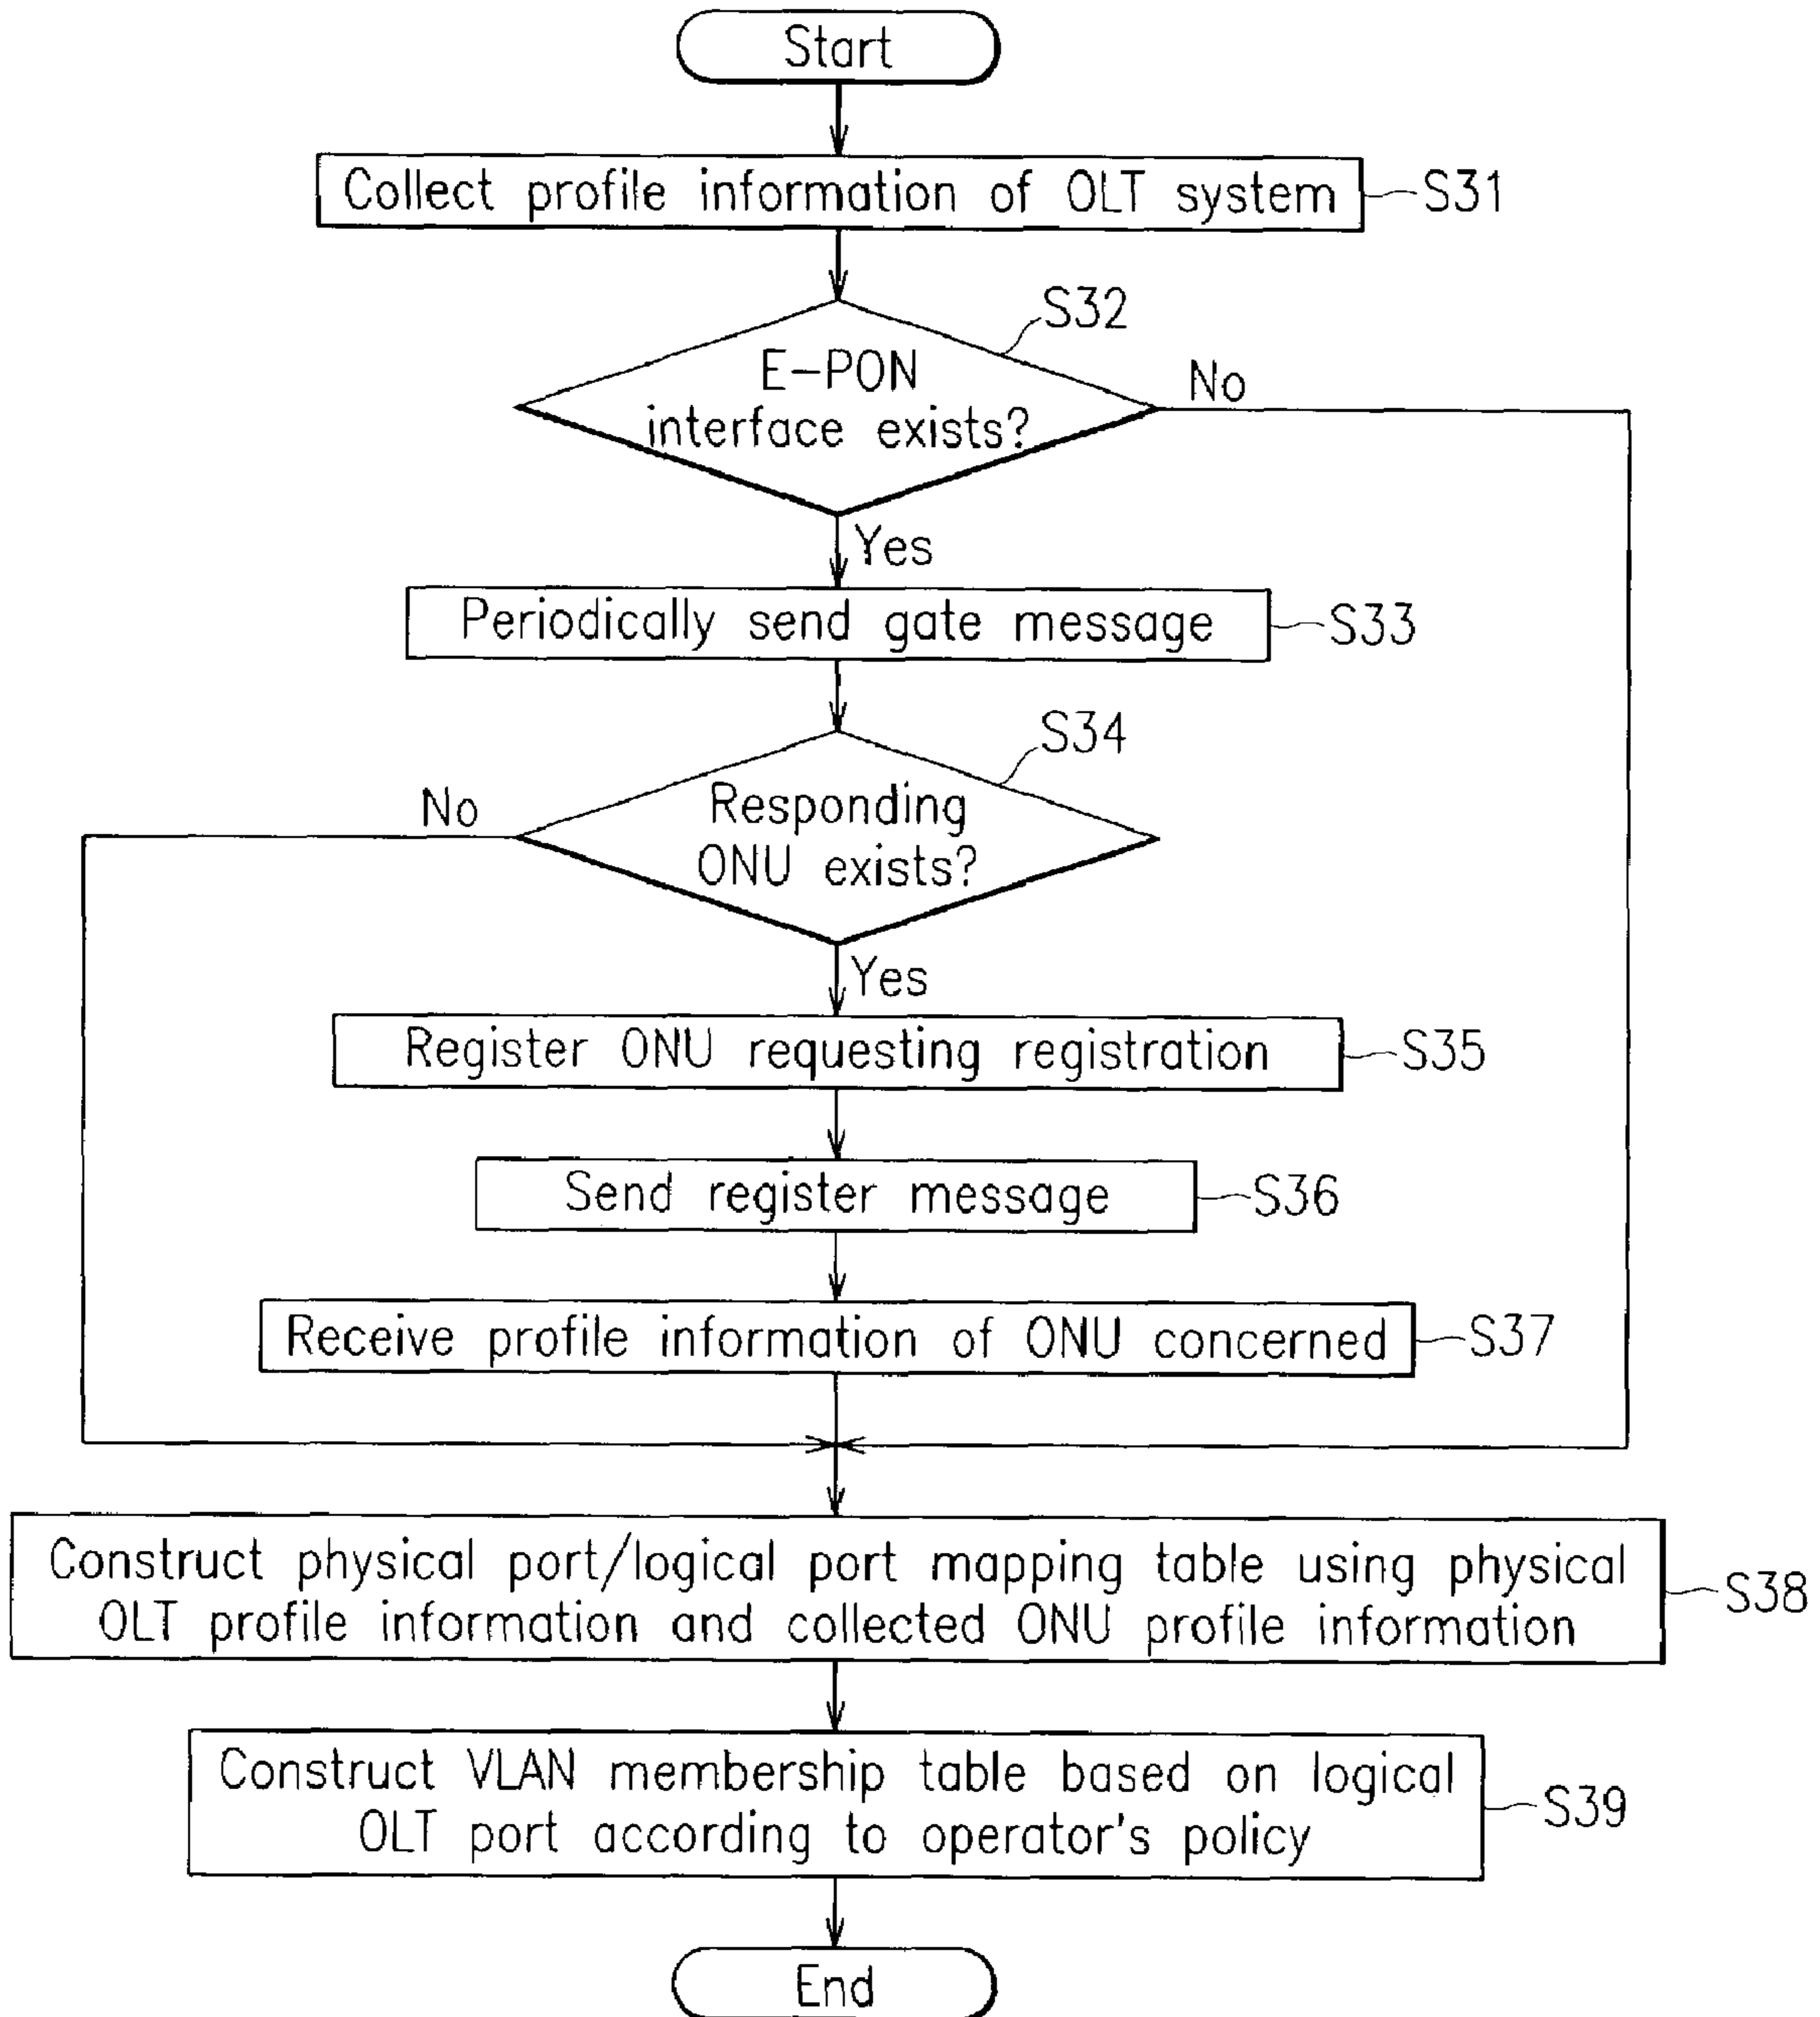 Start
Collect profile information of OLT system
S31
S32
E-PON
interface exists?
No
Yes
Periodically send gate message
S33
S34
No
Responding
ONU exists?
Yes
Register ONU requesting registration
S35
Send register message
S36
Receive profile information of ONU concerned
S37
Construct physical port/logical port mapping table using physical
OLT profile information and collected ONU profile information
S38
Construct VLAN membership table based on logical
OLT port according to operator's policy
S39
End